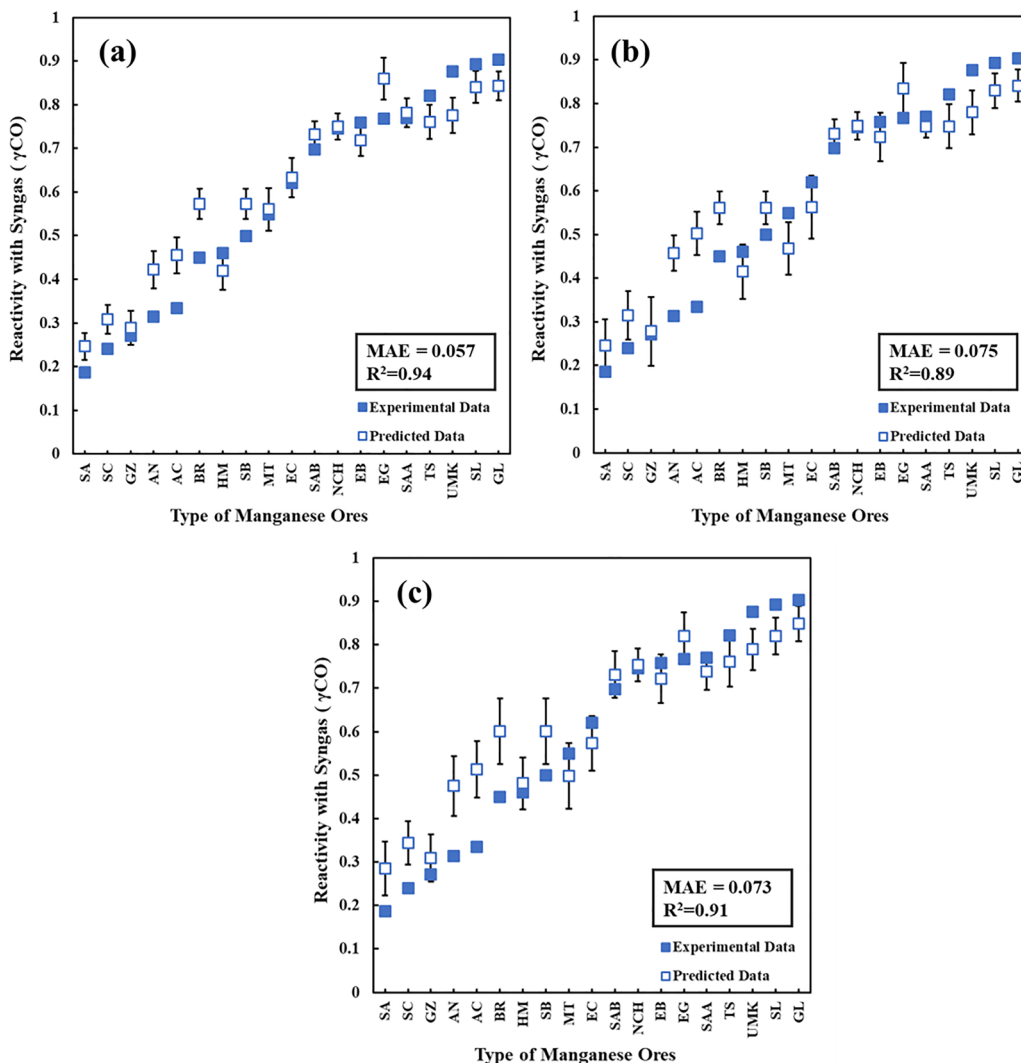 (a)
Reactivity with Syngas ( γCO)
1
0.9
0.8
0.7
0.6
0.5
0.4
0.3
0.2
0.1
0
MAE = 0.057
R²=0.94
Experimental Data
Predicted Data
SA
SC
GZ
AN
AC
BR
HM
SB
MT
EC
SAB
NCH
EB
EG
SAA
TS
UMK
SL
GL
Type of Manganese Ores
(b)
Reactivity with Syngas ( γCO)
1
0.9
0.8
0.7
0.6
0.5
0.4
0.3
0.2
0.1
0
MAE = 0.075
R²=0.89
Experimental Data
Predicted Data
SA
SC
GZ
AN
AC
BR
HM
SB
MT
EC
SAB
NCH
EB
EG
SAA
TS
UMK
SL
GL
Type of Manganese Ores
(c)
Reactivity with Syngas ( γCO)
1
0.9
0.8
0.7
0.6
0.5
0.4
0.3
0.2
0.1
0
MAE = 0.073
R²=0.91
Experimental Data
Predicted Data
SA
SC
GZ
AN
AC
BR
HM
SB
MT
EC
SAB
NCH
EB
EG
SAA
TS
UMK
SL
GL
Type of Manganese Ores